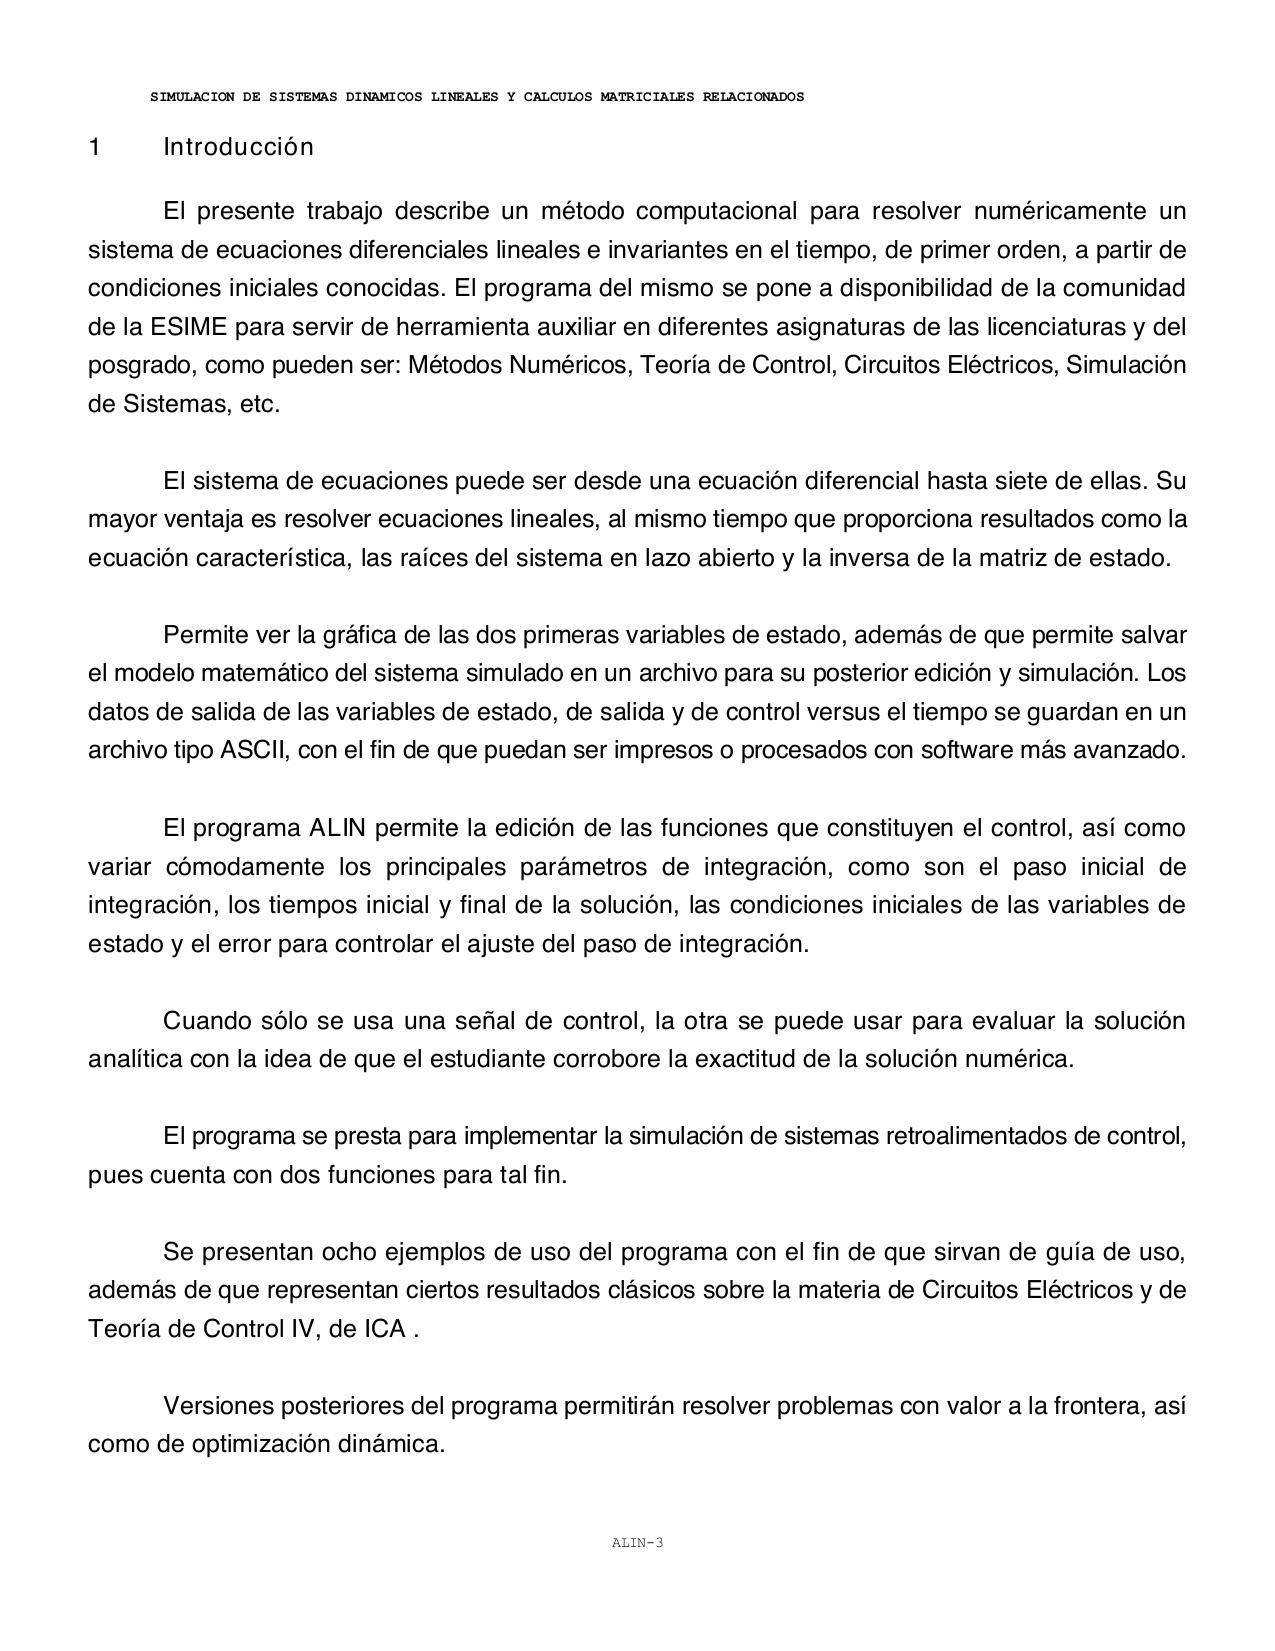 SIMULACION DE SISTEMAS DINAMICOS LINEALES Y CALCULOS MATRICIALES RELACIONADOS
1 Introducción
El presente trabajo describe un método computacional para resolver numéricamente un
sistema de ecuaciones diferenciales lineales e invariantes en el tiempo, de primer orden, a partir de
condiciones iniciales conocidas. El programa del mismo se pone a disponibilidad de la comunidad
de la ESIME para servir de herramienta auxiliar en diferentes asignaturas de las licenciaturas y del
posgrado, como pueden ser: Métodos Numéricos, Teoría de Control, Circuitos Eléctricos, Simulación
de Sistemas, etc.
El sistema de ecuaciones puede ser desde una ecuación diferencial hasta siete de ellas. Su
mayor ventaja es resolver ecuaciones lineales, al mismo tiempo que proporciona resultados como la
ecuación característica, las raíces del sistema en lazo abierto y la inversa de la matriz de estado.
Permite ver la gráfica de las dos primeras variables de estado, además de que permite salvar
el modelo matemático del sistema simulado en un archivo para su posterior edición y simulación. Los
datos de salida de las variables de estado, de salida y de control versus el tiempo se guardan en un
archivo tipo ASCII, con el fin de que puedan ser impresos o procesados con software más avanzado.
El programa ALIN permite la edición de las funciones que constituyen el control, así como
variar cómodamente los principales parámetros de integración, como son el paso inicial de
integración, los tiempos inicial y final de la solución, las condiciones iniciales de las variables de
estado y el error para controlar el ajuste del paso de integración.
Cuando sólo se usa una señal de control, la otra se puede usar para evaluar la solución
analítica con la idea de que el estudiante corrobore la exactitud de la solución numérica.
El programa se presta para implementar la simulación de sistemas retroalimentados de control,
pues cuenta con dos funciones para tal fin.
Se presentan ocho ejemplos de uso del programa con el fin de que sirvan de guía de uso,
además de que representan ciertos resultados clásicos sobre la materia de Circuitos Eléctricos y de
Teoría de Control IV, de ICA .
Versiones posteriores del programa permitirán resolver problemas con valor a la frontera, así
como de optimización dinámica.
ALIN-3